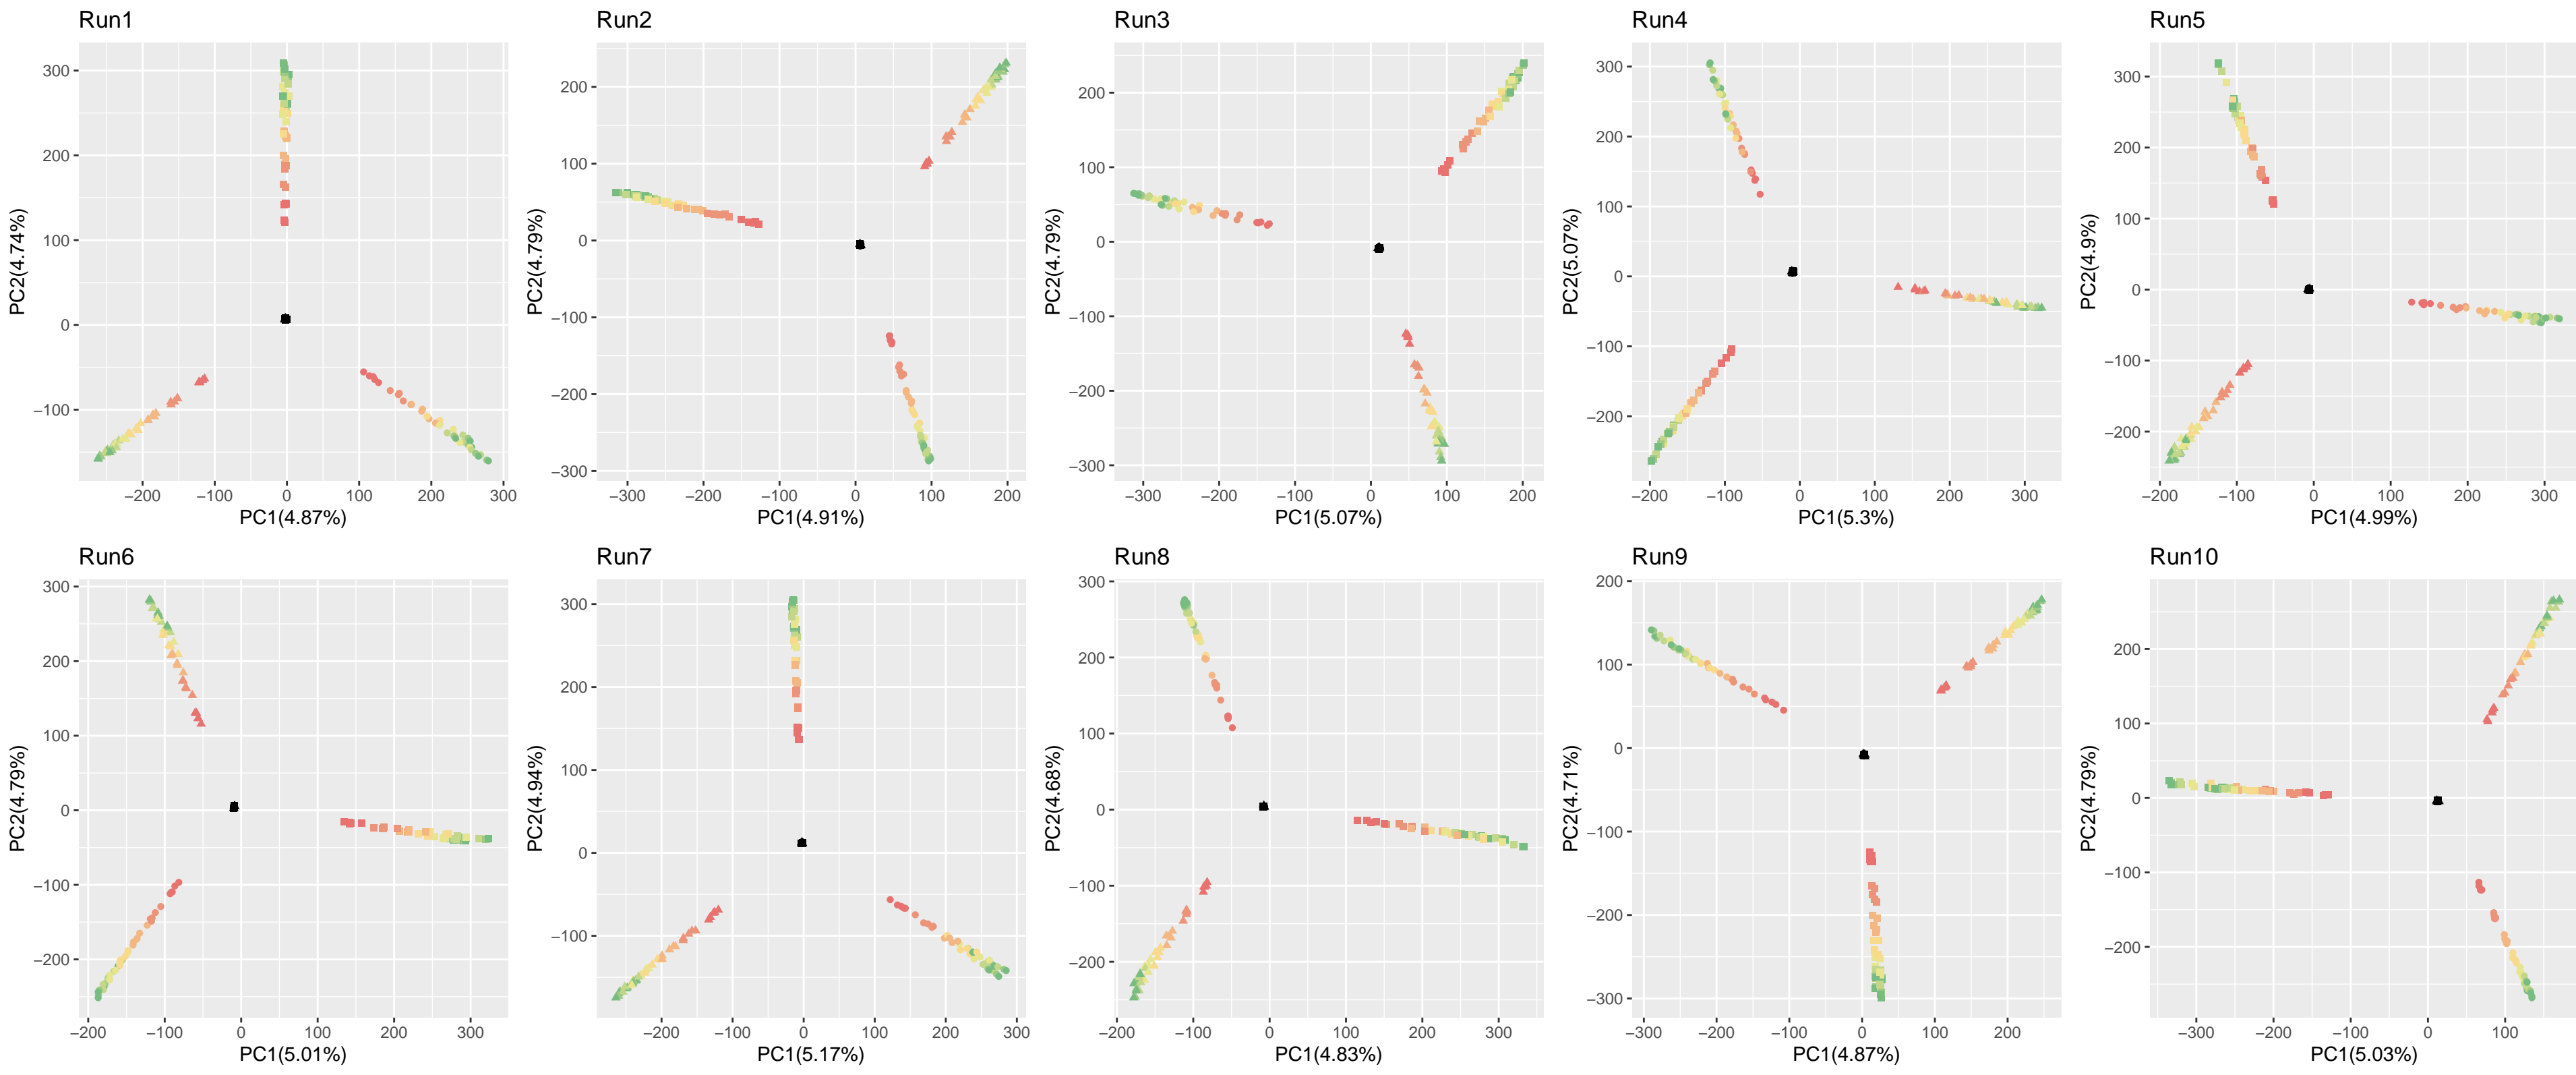 Run1
300
200
100
0
−100
PC2(4.74%)
−200 −100 0 100 200 300
PC1(4.87%)
Run2
200
100
0
−100
−200
−300
PC2(4.79%)
−300 −200 −100 0 100 200
PC1(4.91%)
Run3
200
100
0
−100
−200
−300
PC2(4.79%)
−300 −200 −100 0 100 200
PC1(5.07%)
Run4
300
200
100
0
−100
−200
PC2(5.07%)
−200 −100 0 100 200 300
PC1(5.3%)
Run5
300
200
100
0
−100
−200
PC2(4.9%)
−200 −100 0 100 200 300
PC1(4.99%)
Run6
300
200
100
0
−100
−200
PC2(4.79%)
−200 −100 0 100 200 300
PC1(5.01%)
Run7
300
200
100
0
−100
PC2(4.94%)
−200 −100 0 100 200 300
PC1(5.17%)
Run8
300
200
100
0
−100
−200
PC2(4.68%)
−200 −100 0 100 200 300
PC1(4.83%)
Run9
200
100
0
−100
−200
−300
PC2(4.71%)
−300 −200 −100 0 100 200
PC1(4.87%)
Run10
200
100
0
−100
−200
PC2(4.79%)
−300 −200 −100 0 100
PC1(5.03%)